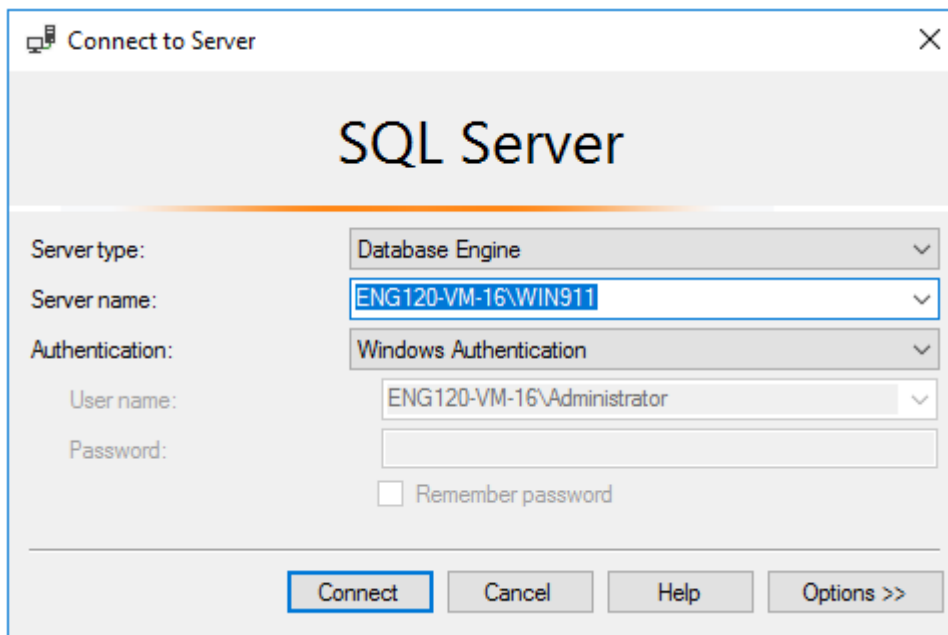 Connect to Server
SQL Server
Server type: Database Engine
Server name: ENG120-VM-16\WIN911
Authentication: Windows Authentication
User name: ENG120-VM-16\Administrator
Password:
Remember password
Connect Cancel Help Options >>